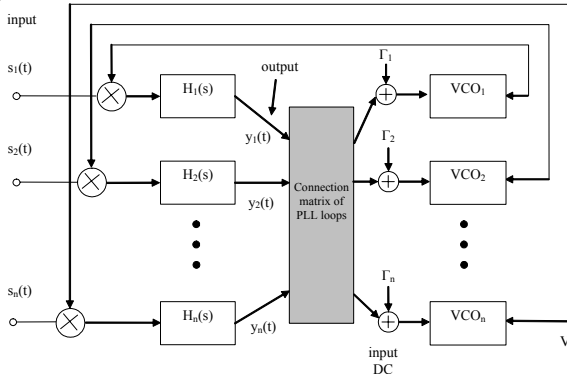 input
s₁(t)
H₁(s)
output
Γ₁
VCO₁
y₁(t)
s₂(t)
H₂(s)
Γ₂
VCO₂
y₂(t)
Connection
matrix of
PLL loops
sₙ(t)
Hₙ(s)
Γₙ
VCOₙ
yₙ(t)
input
DC
V